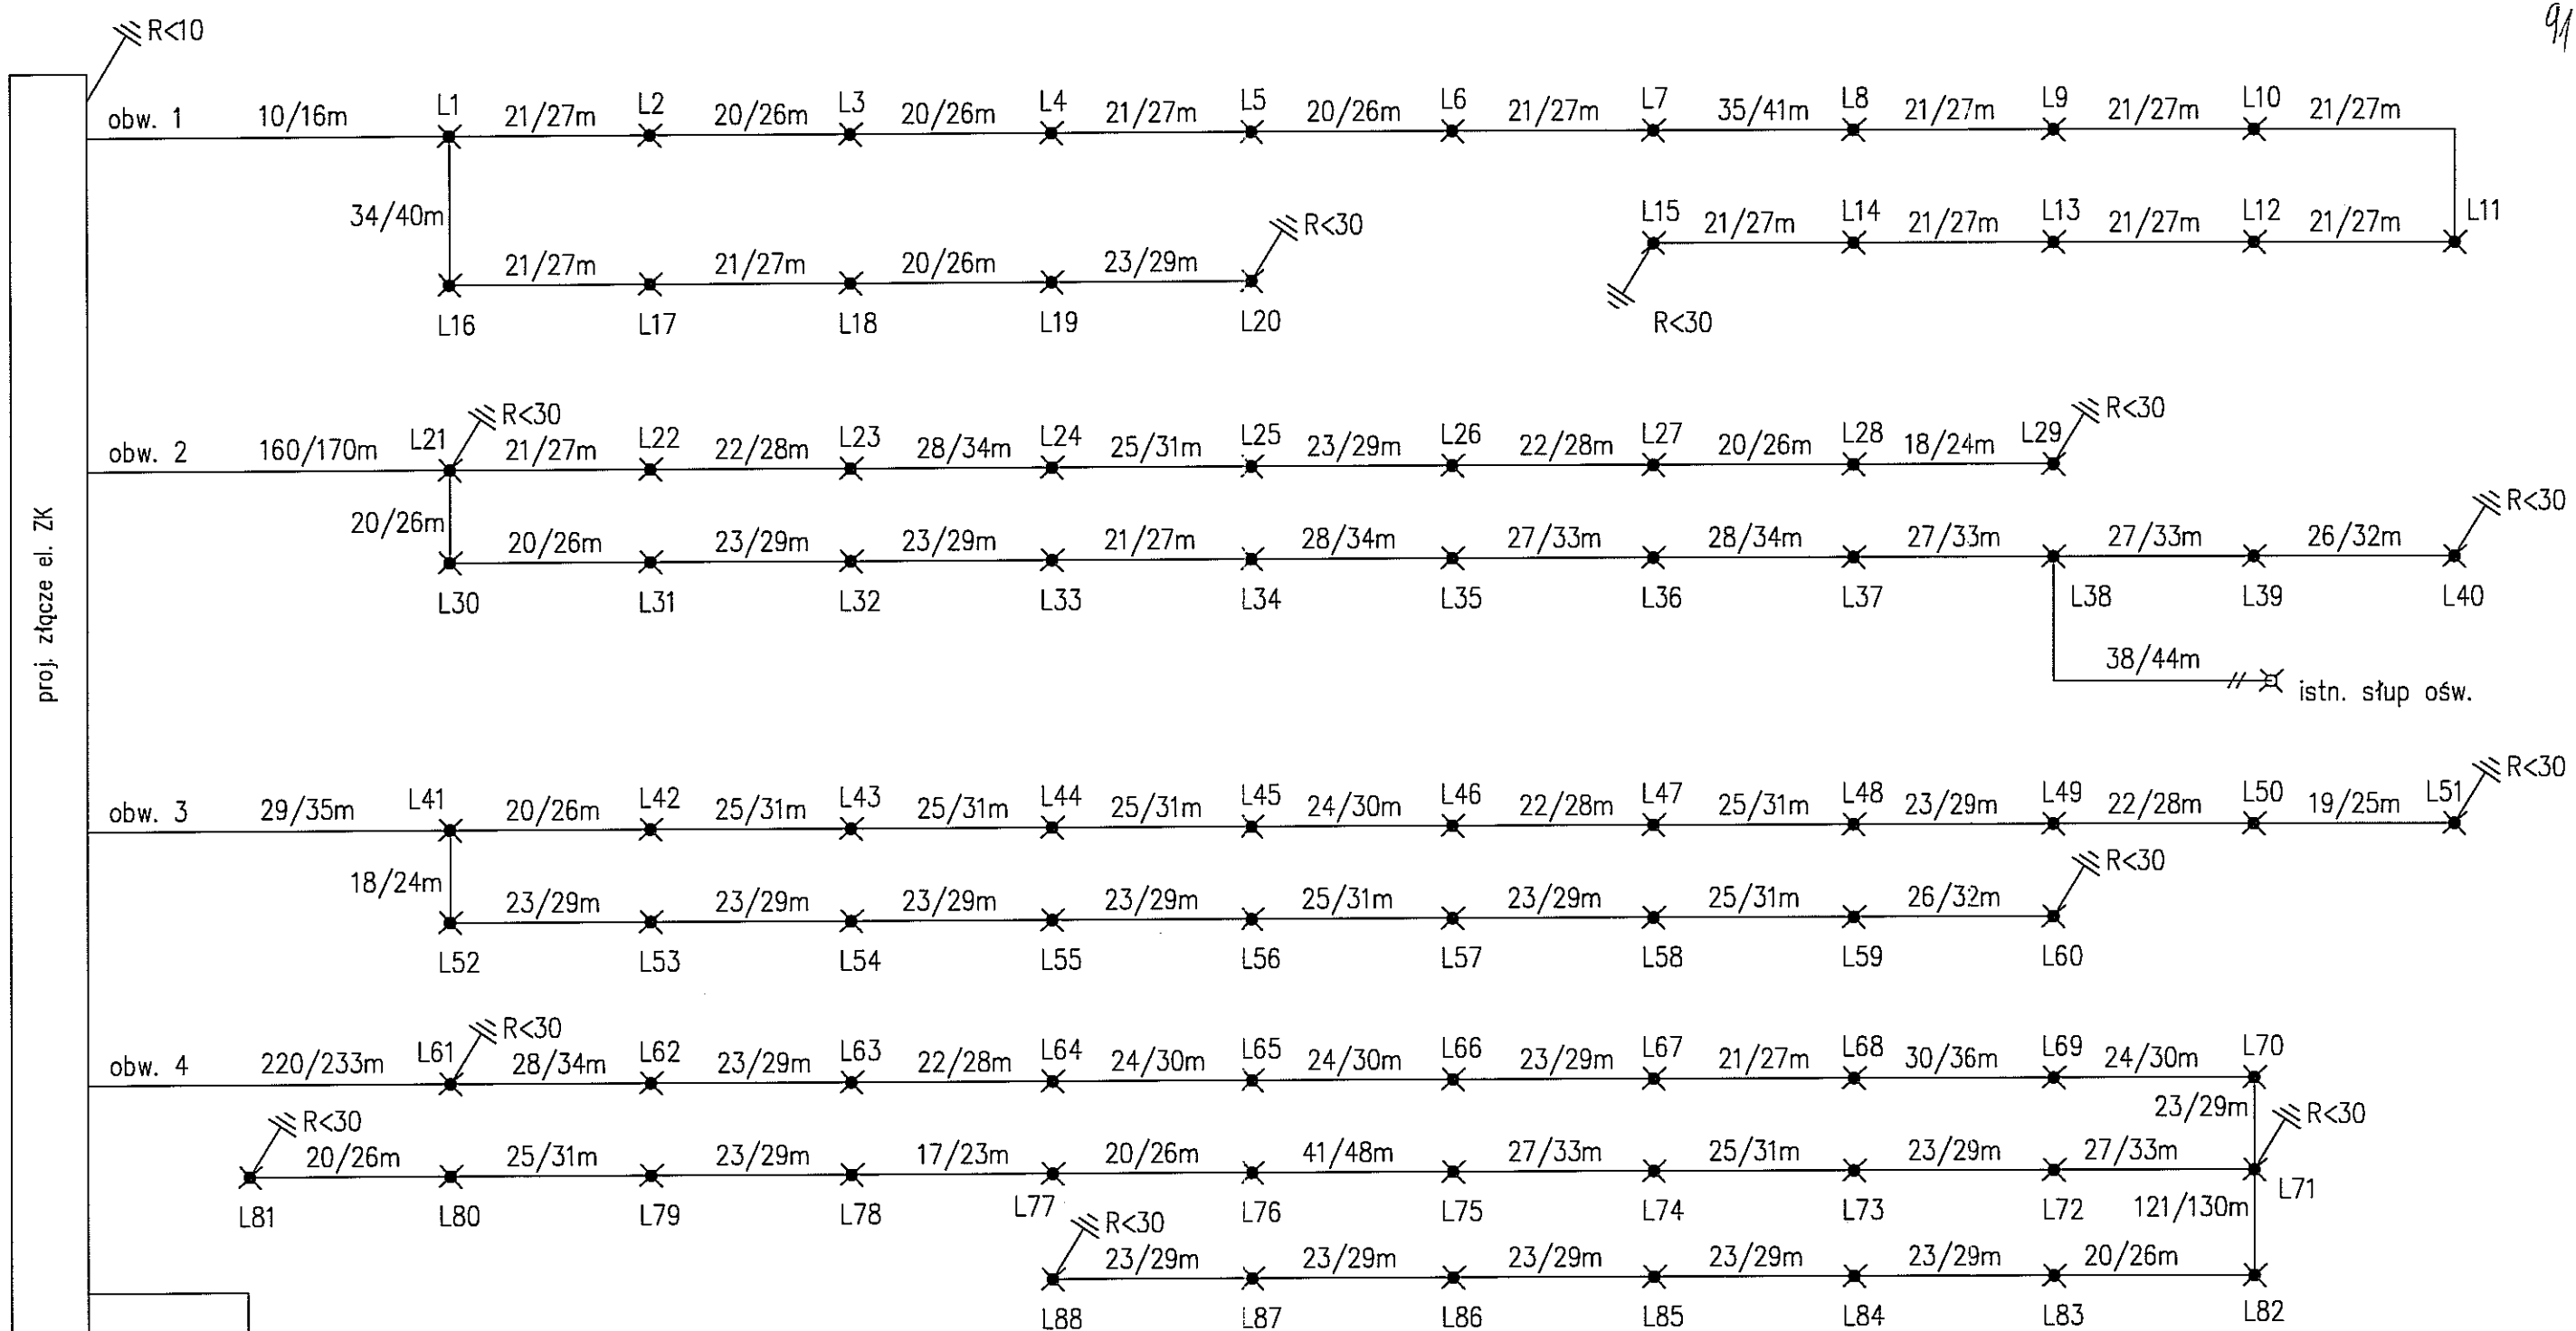 91
R<10
obw. 1 10/16m L1 21/27m L2 20/26m L3 20/26m L4 21/27m L5 20/26m L6 21/27m L7 35/41m L8 21/27m L9 21/27m L10 21/27m
34/40m R<30 L15 21/27m L14 21/27m L13 21/27m L12 21/27m L11
21/27m 21/27m 20/26m 23/29m
L16 L17 L18 L19 L20 R<30
obw. 2 160/170m L21 R<30 21/27m L22 22/28m L23 28/34m L24 25/31m L25 23/29m L26 22/28m L27 20/26m L28 18/24m L29 R<30
20/26m 20/26m 23/29m 23/29m 21/27m 28/34m 27/33m 28/34m 27/33m 27/33m 26/32m R<30
L30 L31 L32 L33 L34 L35 L36 L37 L38 L39 L40
38/44m
istn. słup ośw.
proj. złącze el. ZK
obw. 3 29/35m L41 20/26m L42 25/31m L43 25/31m L44 25/31m L45 24/30m L46 22/28m L47 25/31m L48 23/29m L49 22/28m L50 19/25m L51 R<30
18/24m 23/29m 23/29m 23/29m 23/29m 25/31m 23/29m 25/31m 26/32m R<30
L52 L53 L54 L55 L56 L57 L58 L59 L60
obw. 4 220/233m L61 R<30 28/34m L62 23/29m L63 22/28m L64 24/30m L65 24/30m L66 23/29m L67 21/27m L68 30/36m L69 24/30m L70
23/29m
R<30 20/26m 25/31m 23/29m 17/23m 20/26m 41/48m 27/33m 25/31m 23/29m 27/33m R<30
L81 L80 L79 L78 L77 L76 L75 L74 L73 L72 121/130m L71
R<30 23/29m 23/29m 23/29m 23/29m 23/29m 20/26m
L88 L87 L86 L85 L84 L83 L82